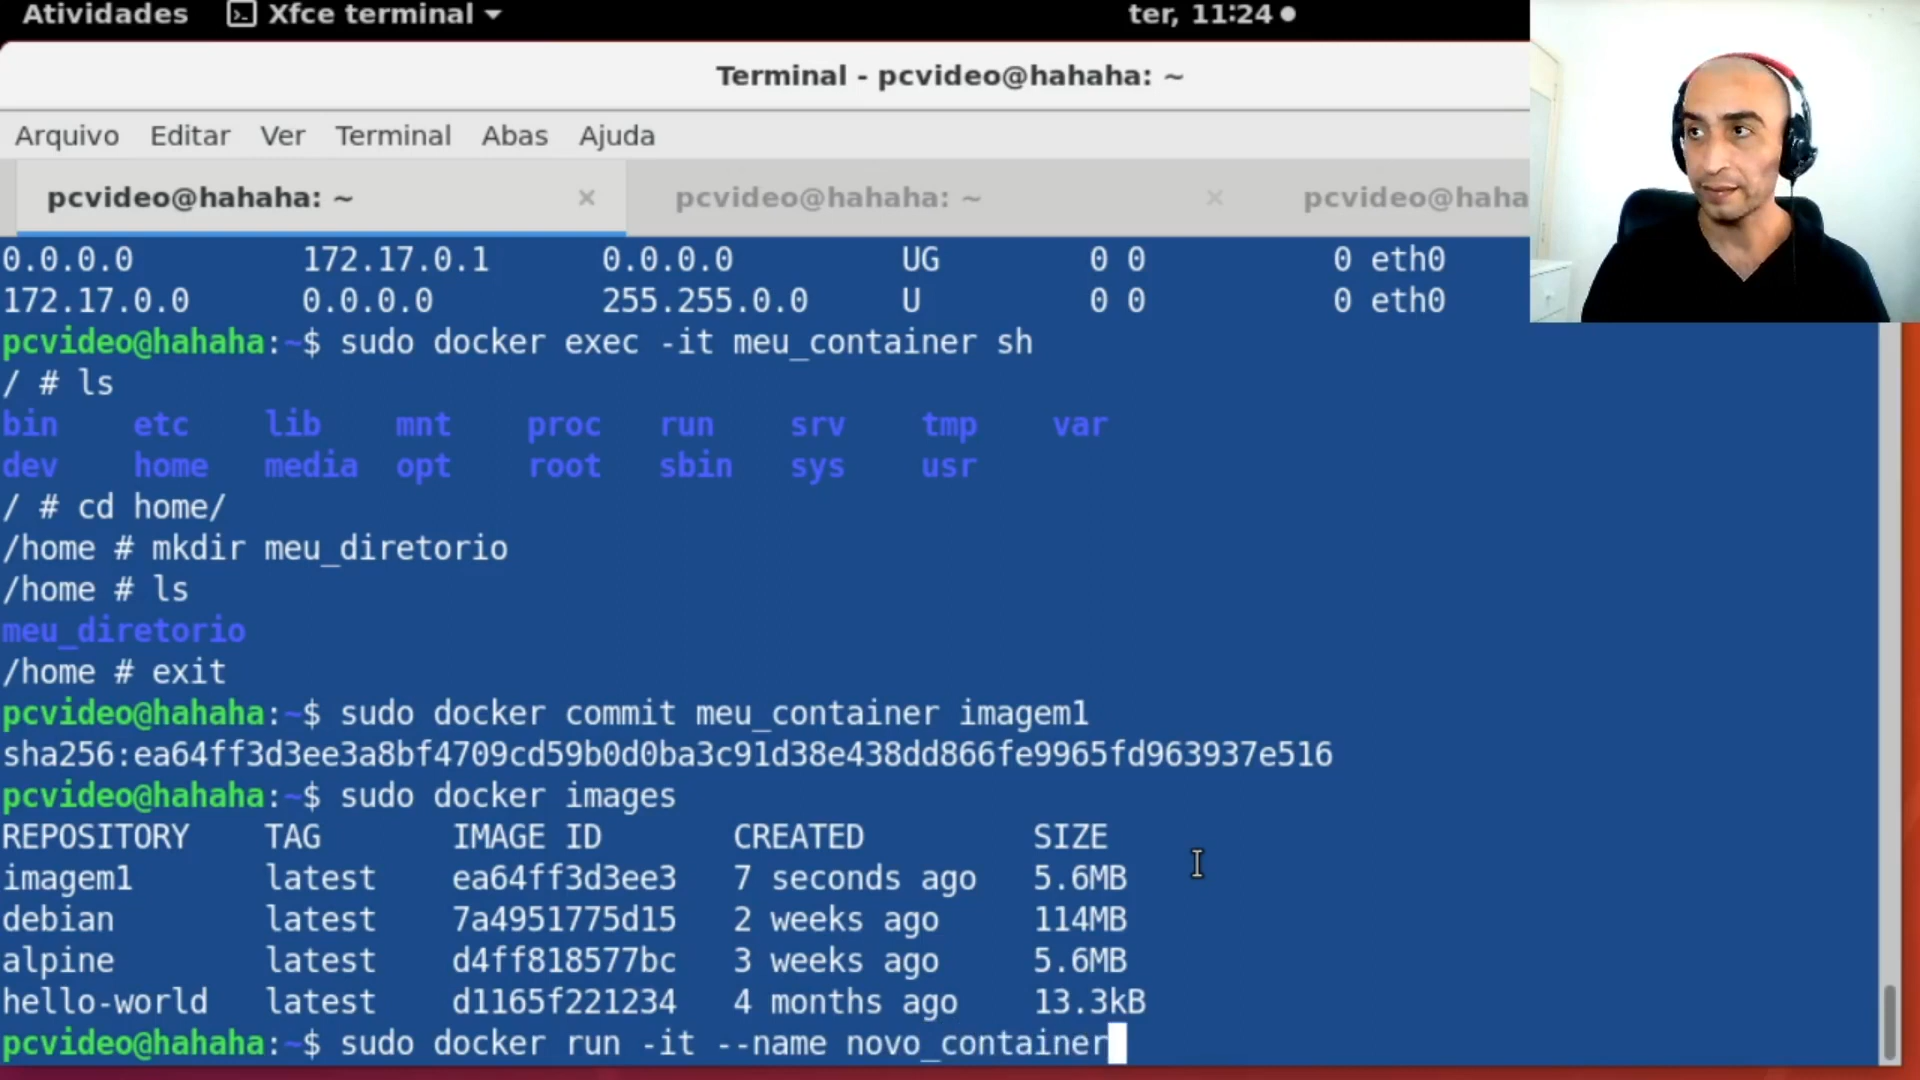 Atividades Xfce terminal ter, 11:24
Terminal - pcvideo@hahaha: ~
Arquivo Editar Ver Terminal Abas Ajuda
pcvideo@hahaha: ~ × pcvideo@hahaha: ~ × pcvideo@haha
0.0.0.0 172.17.0.1 0.0.0.0 UG 0 0 0 eth0
172.17.0.0 0.0.0.0 255.255.0.0 U 0 0 0 eth0
pcvideo@hahaha:~$ sudo docker exec -it meu_container sh
/ # ls
bin etc lib mnt proc run srv tmp var
dev home media opt root sbin sys usr
/ # cd home/
/home # mkdir meu_diretorio
/home # ls
meu_diretorio
/home # exit
pcvideo@hahaha:~$ sudo docker commit meu_container imagem1
sha256:ea64ff3d3ee3a8bf4709cd59b0d0ba3c91d38e438dd866fe9965fd963937e516
pcvideo@hahaha:~$ sudo docker images
REPOSITORY TAG IMAGE ID CREATED SIZE
imagem1 latest ea64ff3d3ee3 7 seconds ago 5.6MB
debian latest 7a4951775d15 2 weeks ago 114MB
alpine latest d4ff818577bc 3 weeks ago 5.6MB
hello-world latest d1165f221234 4 months ago 13.3kB
pcvideo@hahaha:~$ sudo docker run -it --name novo_container